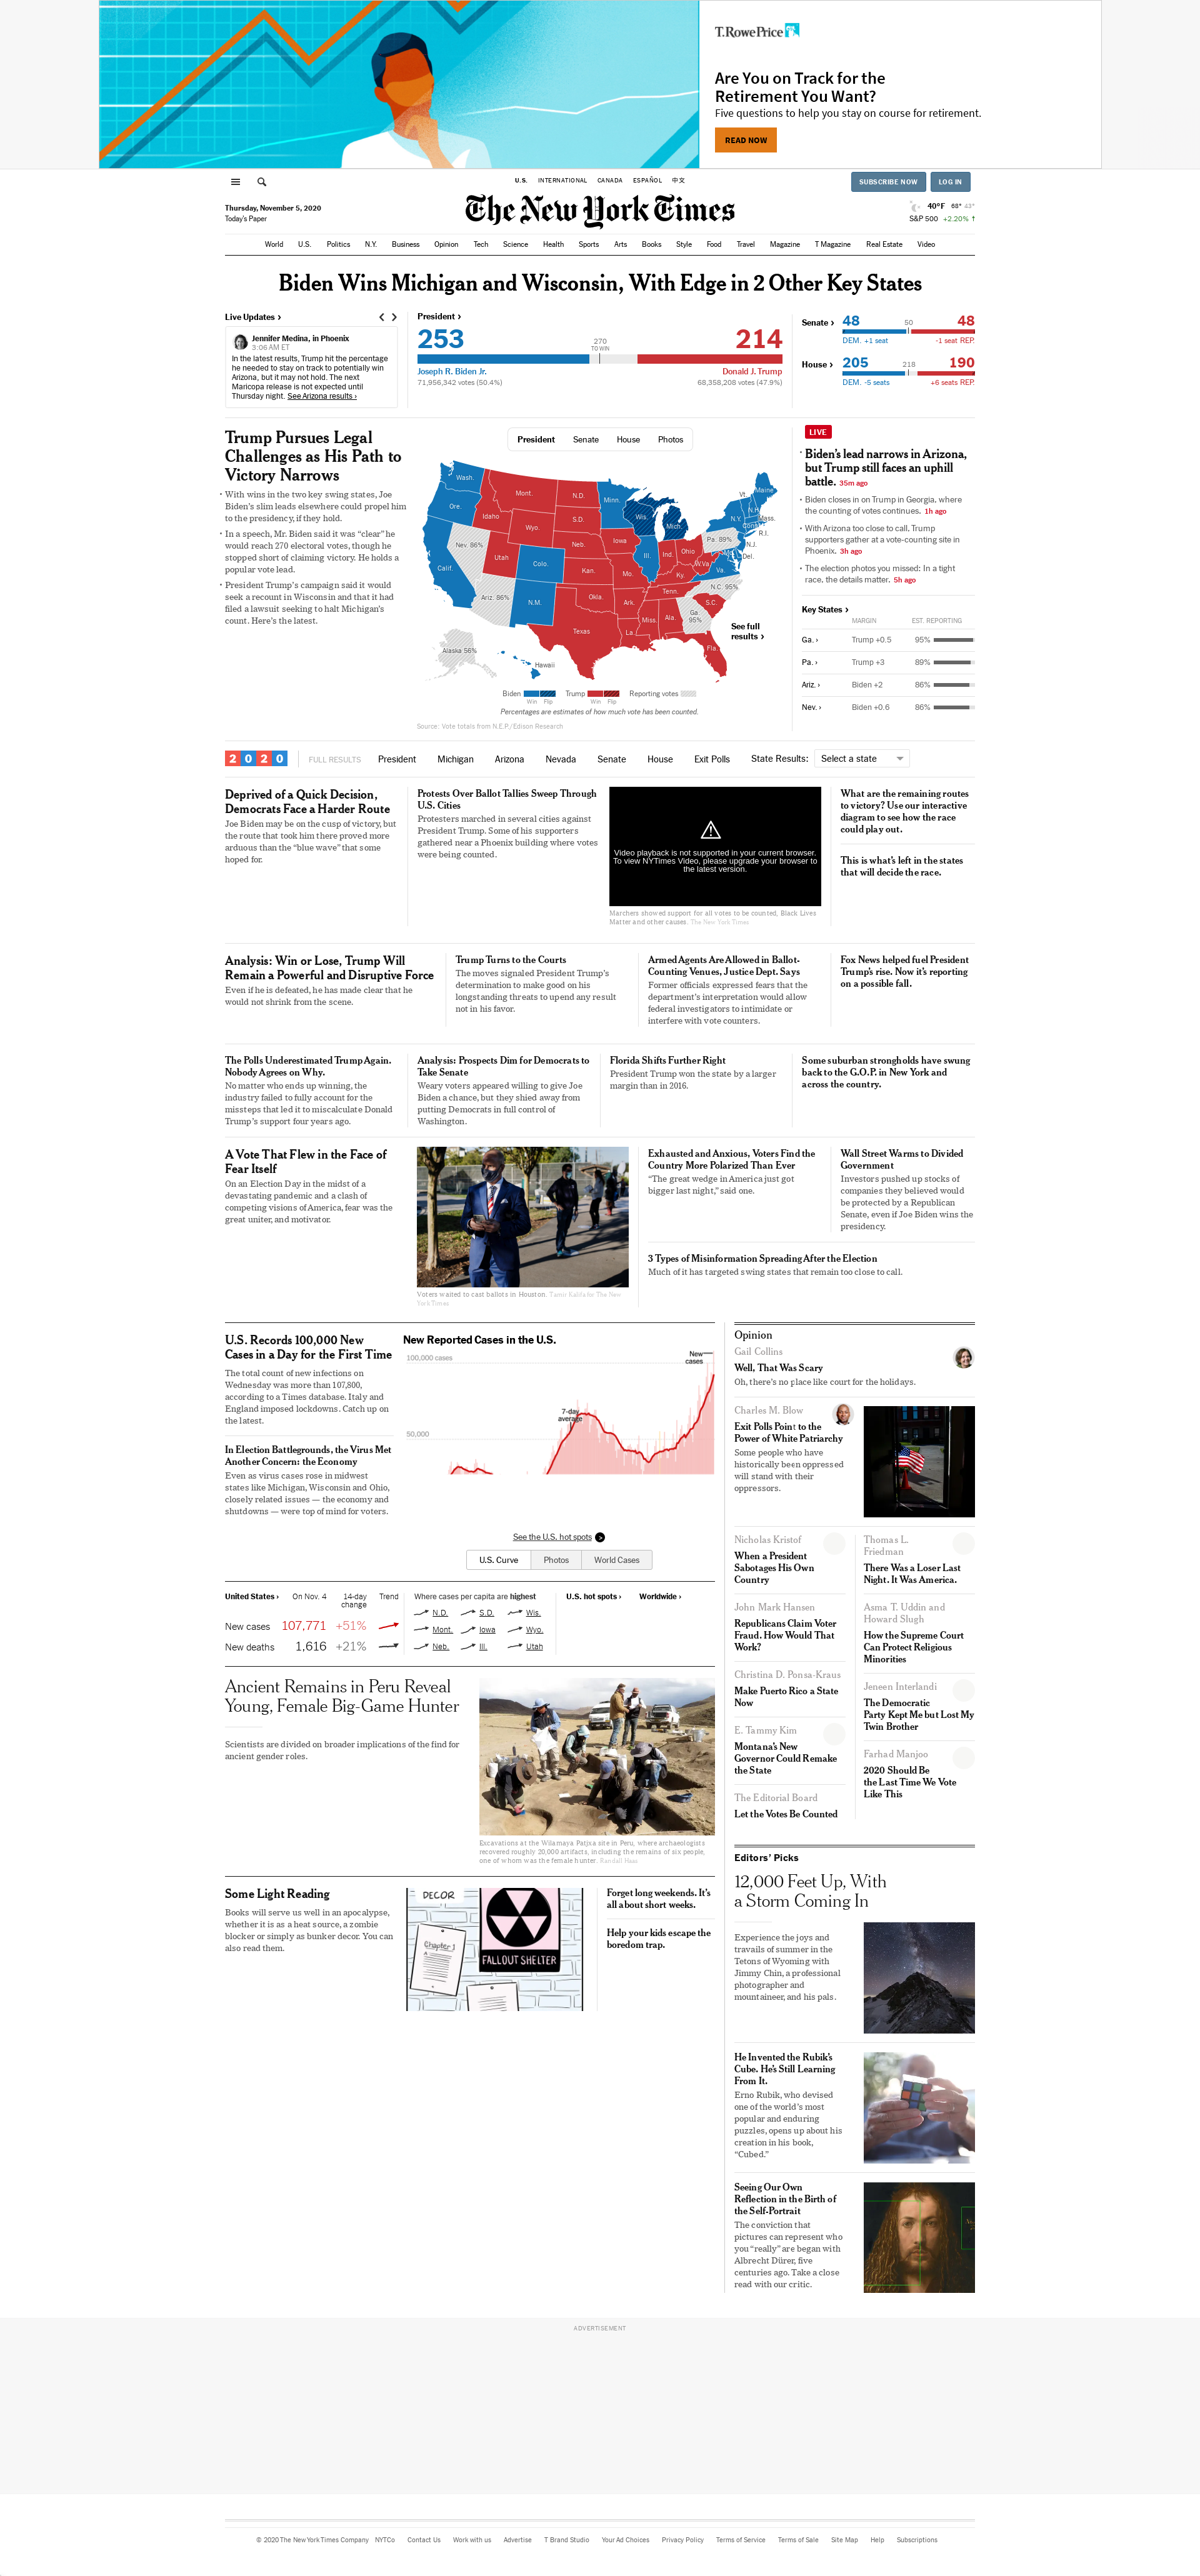 T.RowePrice
Are You on Track for the
Retirement You Want?
Five questions to help you stay on course for retirement.
READ NOW
U.S. INTERNATIONAL CANADA ESPAÑOL 中文
SUBSCRIBE NOW LOG IN
Thursday, November 5, 2020
Today's Paper
The New York Times
40°F 68° 43°
S&P 500 +2.20% ↑
World U.S. Politics N.Y. Business Opinion Tech Science Health Sports Arts Books Style Food Travel Magazine T Magazine Real Estate Video
Biden Wins Michigan and Wisconsin, With Edge in 2 Other Key States
Live Updates ›
Jennifer Medina, in Phoenix
3:06 AM ET
In the latest results, Trump hit the percentage
he needed to stay on track to potentially win
Arizona, but it may not hold. The next
Maricopa release is not expected until
Thursday night. See Arizona results ›
President ›
253
270
TO WIN
214
Joseph R. Biden Jr.
Donald J. Trump
71,956,342 votes (50.4%)
68,358,208 votes (47.9%)
Senate › 48 50 48
DEM. +1 seat -1 seat REP.
House › 205 218 190
DEM. -5 seats +6 seats REP.
Trump Pursues Legal
Challenges as His Path to
Victory Narrows
• With wins in the two key swing states, Joe
Biden's slim leads elsewhere could propel him
to the presidency, if they hold.
• In a speech, Mr. Biden said it was “clear” he
would reach 270 electoral votes, though he
stopped short of claiming victory. He holds a
popular vote lead.
• President Trump's campaign said it would
seek a recount in Wisconsin and that it had
filed a lawsuit seeking to halt Michigan's
count. Here's the latest.
President Senate House Photos
Wash.
Ore.
Calif.
Nev. 86%
Idaho
Mont.
Wyo.
Utah
Ariz. 86%
Colo.
N.M.
N.D.
S.D.
Neb.
Kan.
Okla.
Texas
Minn.
Iowa
Mo.
Ark.
La.
Wis.
Ill.
Mich.
Ind.
Ohio
Ky.
Tenn.
Miss.
Ala.
Ga.
95%
Fla.
S.C.
N.C. 95%
Va.
W.Va.
Pa. 89%
N.Y.
Vt.
N.H.
Maine
Mass.
Conn.
R.I.
N.J.
Del.
Alaska 56%
Hawaii
See full
results ›
Biden Trump Reporting votes
Win Flip Win Flip
Percentages are estimates of how much vote has been counted.
Source: Vote totals from N.E.P./Edison Research
LIVE
• Biden's lead narrows in Arizona,
but Trump still faces an uphill
battle. 35m ago
• Biden closes in on Trump in Georgia, where
the counting of votes continues. 1h ago
• With Arizona too close to call, Trump
supporters gather at a vote-counting site in
Phoenix. 3h ago
• The election photos you missed: In a tight
race, the details matter. 5h ago
Key States ›
MARGIN EST. REPORTING
Ga. › Trump +0.5 95%
Pa. › Trump +3 89%
Ariz. › Biden +2 86%
Nev. › Biden +0.6 86%
2020 FULL RESULTS President Michigan Arizona Nevada Senate House Exit Polls State Results: Select a state
Deprived of a Quick Decision,
Democrats Face a Harder Route
Joe Biden may be on the cusp of victory, but
the route that took him there proved more
arduous than the “blue wave” that some
hoped for.
Protests Over Ballot Tallies Sweep Through
U.S. Cities
Protesters marched in several cities against
President Trump. Some of his supporters
gathered near a Phoenix building where votes
were being counted.
Video playback is not supported in your current browser.
To view NYTimes Video, please upgrade your browser to
the latest version.
Marchers showed support for all votes to be counted, Black Lives
Matter and other causes. The New York Times
What are the remaining routes
to victory? Use our interactive
diagram to see how the race
could play out.
This is what's left in the states
that will decide the race.
Analysis: Win or Lose, Trump Will
Remain a Powerful and Disruptive Force
Even if he is defeated, he has made clear that he
would not shrink from the scene.
Trump Turns to the Courts
The moves signaled President Trump's
determination to make good on his
longstanding threats to upend any result
not in his favor.
Armed Agents Are Allowed in Ballot-
Counting Venues, Justice Dept. Says
Former officials expressed fears that the
department's interpretation would allow
federal investigators to intimidate or
interfere with vote counters.
Fox News helped fuel President
Trump's rise. Now it's reporting
on a possible fall.
The Polls Underestimated Trump Again.
Nobody Agrees on Why.
No matter who ends up winning, the
industry failed to fully account for the
missteps that led it to miscalculate Donald
Trump's support four years ago.
Analysis: Prospects Dim for Democrats to
Take Senate
Weary voters appeared willing to give Joe
Biden a chance, but they shied away from
putting Democrats in full control of
Washington.
Florida Shifts Further Right
President Trump won the state by a larger
margin than in 2016.
Some suburban strongholds have swung
back to the G.O.P. in New York and
across the country.
A Vote That Flew in the Face of
Fear Itself
On an Election Day in the midst of a
devastating pandemic and a clash of
competing visions of America, fear was the
great uniter, and motivator.
Voters waited to cast ballots in Houston. Tamir Kalifa for The New
York Times
Exhausted and Anxious, Voters Find the
Country More Polarized Than Ever
“The great wedge in America just got
bigger last night,” said one.
Wall Street Warms to Divided
Government
Investors pushed up stocks of
companies they believed would
be protected by a Republican
Senate, even if Joe Biden wins the
presidency.
3 Types of Misinformation Spreading After the Election
Much of it has targeted swing states that remain too close to call.
U.S. Records 100,000 New
Cases in a Day for the First Time
The total count of new infections on
Wednesday was more than 107,800,
according to a Times database. Italy and
England imposed lockdowns. Catch up on
the latest.
In Election Battlegrounds, the Virus Met
Another Concern: the Economy
Even as virus cases rose in midwest
states like Michigan, Wisconsin and Ohio,
closely related issues — the economy and
shutdowns — were top of mind for voters.
New Reported Cases in the U.S.
100,000 cases
New
cases
7-day
average
50,000
See the U.S. hot spots
U.S. Curve Photos World Cases
United States › On Nov. 4 14-day
change Trend
New cases 107,771 +51%
New deaths 1,616 +21%
Where cases per capita are highest
N.D. S.D. Wis.
Mont. Iowa Wyo.
Neb. Ill. Utah
U.S. hot spots › Worldwide ›
Ancient Remains in Peru Reveal
Young, Female Big-Game Hunter
Scientists are divided on broader implications of the find for
ancient gender roles.
Excavations at the Wilamaya Patjxa site in Peru, where archaeologists
recovered roughly 20,000 artifacts, including the remains of six people,
one of whom was the female hunter. Randall Haas
Some Light Reading
Books will serve us well in an apocalypse,
whether it is as a heat source, a zombie
blocker or simply as bunker decor. You can
also read them.
DECOR
Chapter 1
FALLOUT SHELTER
Forget long weekends. It's
all about short weeks.
Help your kids escape the
boredom trap.
Opinion
Gail Collins
Well, That Was Scary
Oh, there's no place like court for the holidays.
Charles M. Blow
Exit Polls Point to the
Power of White Patriarchy
Some people who have
historically been oppressed
will stand with their
oppressors.
Nicholas Kristof
When a President
Sabotages His Own
Country
John Mark Hansen
Republicans Claim Voter
Fraud. How Would That
Work?
Christina D. Ponsa-Kraus
Make Puerto Rico a State
Now
E. Tammy Kim
Montana's New
Governor Could Remake
the State
The Editorial Board
Let the Votes Be Counted
Thomas L.
Friedman
There Was a Loser Last
Night. It Was America.
Asma T. Uddin and
Howard Slugh
How the Supreme Court
Can Protect Religious
Minorities
Jeneen Interlandi
The Democratic
Party Kept Me but Lost My
Twin Brother
Farhad Manjoo
2020 Should Be
the Last Time We Vote
Like This
Editors' Picks
12,000 Feet Up, With
a Storm Coming In
Experience the joys and
travails of summer in the
Tetons of Wyoming with
Jimmy Chin, a professional
photographer and
mountaineer, and his pals.
He Invented the Rubik's
Cube. He's Still Learning
From It.
Erno Rubik, who devised
one of the world's most
popular and enduring
puzzles, opens up about his
creation in his book,
“Cubed.”
Seeing Our Own
Reflection in the Birth of
the Self-Portrait
The conviction that
pictures can represent who
you “really” are began with
Albrecht Dürer, five
centuries ago. Take a close
read with our critic.
ADVERTISEMENT
© 2020 The New York Times Company NYTCo Contact Us Work with us Advertise T Brand Studio Your Ad Choices Privacy Policy Terms of Service Terms of Sale Site Map Help Subscriptions